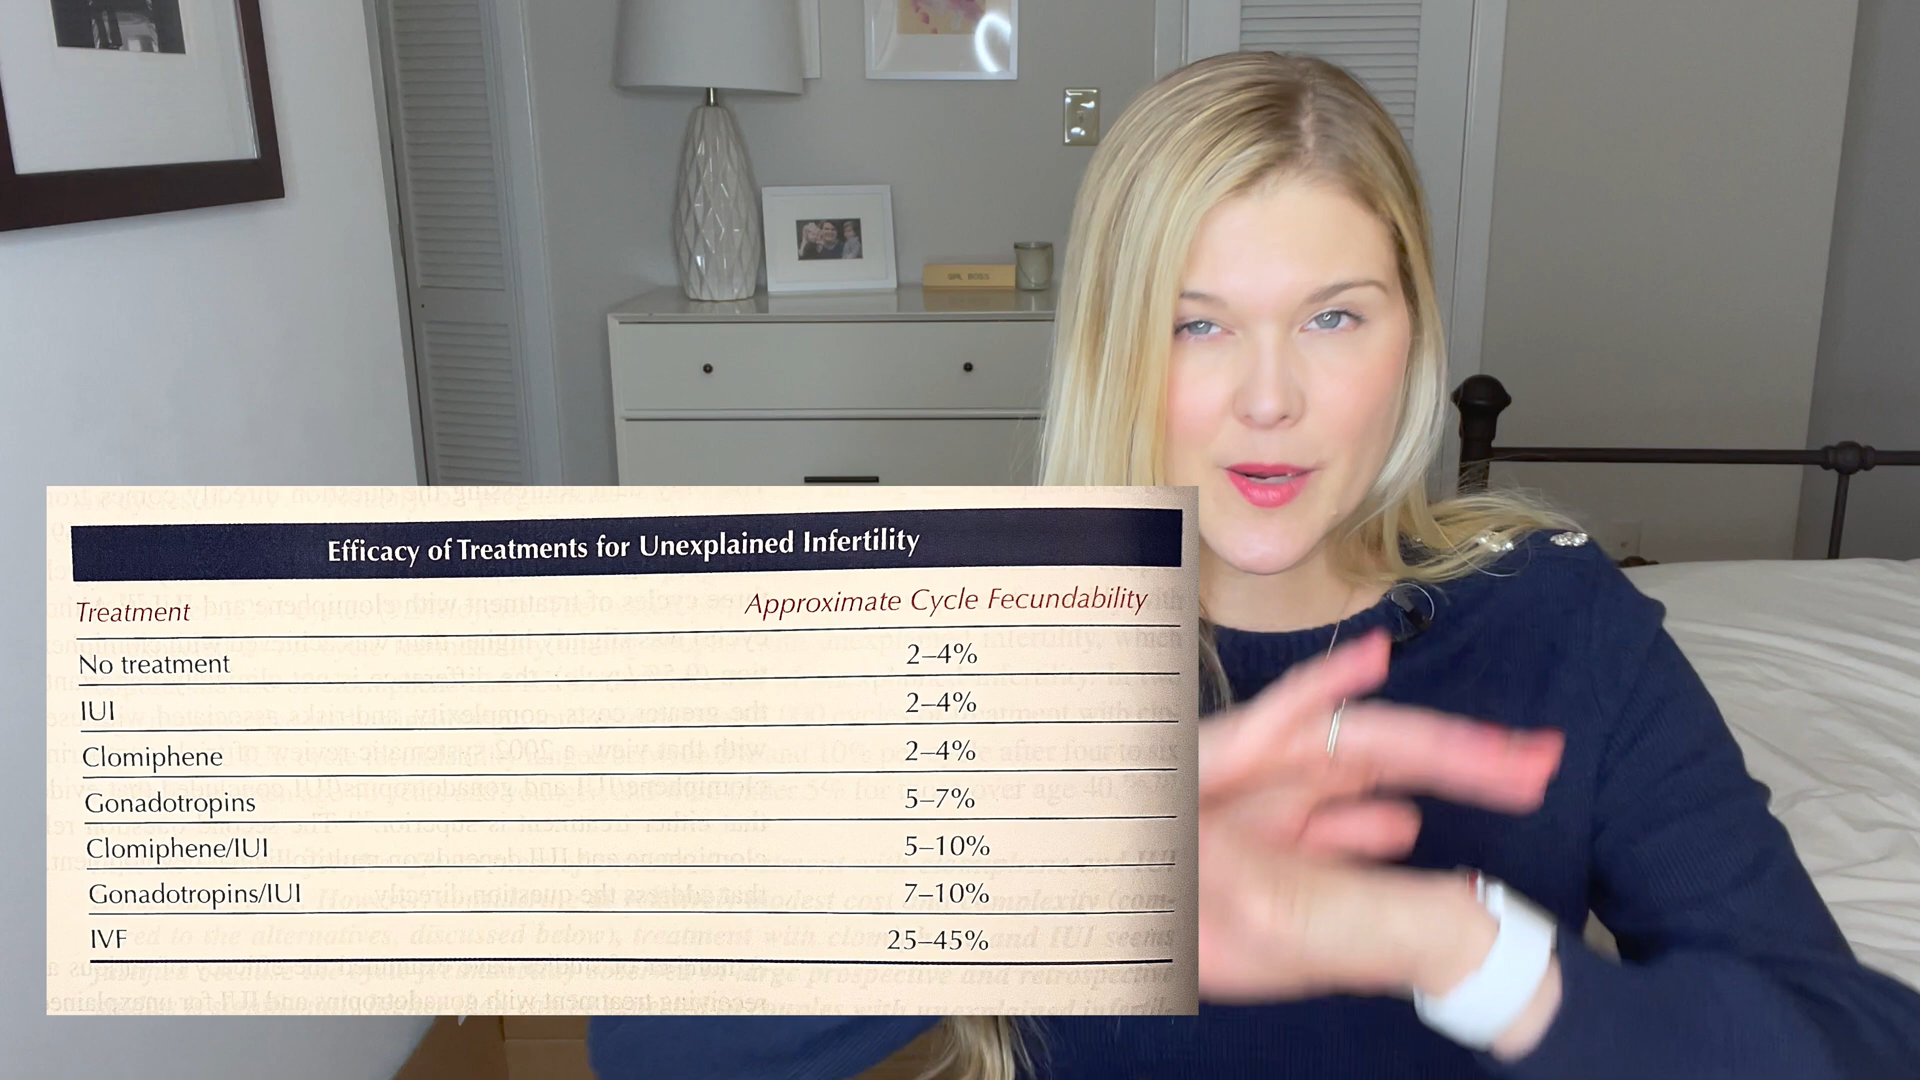 Efficacy of Treatments for Unexplained Infertility
Treatment Approximate Cycle Fecundability
No treatment 2–4%
IUI 2–4%
Clomiphene 2–4%
Gonadotropins 5–7%
Clomiphene/IUI 5–10%
Gonadotropins/IUI 7–10%
IVF 25–45%